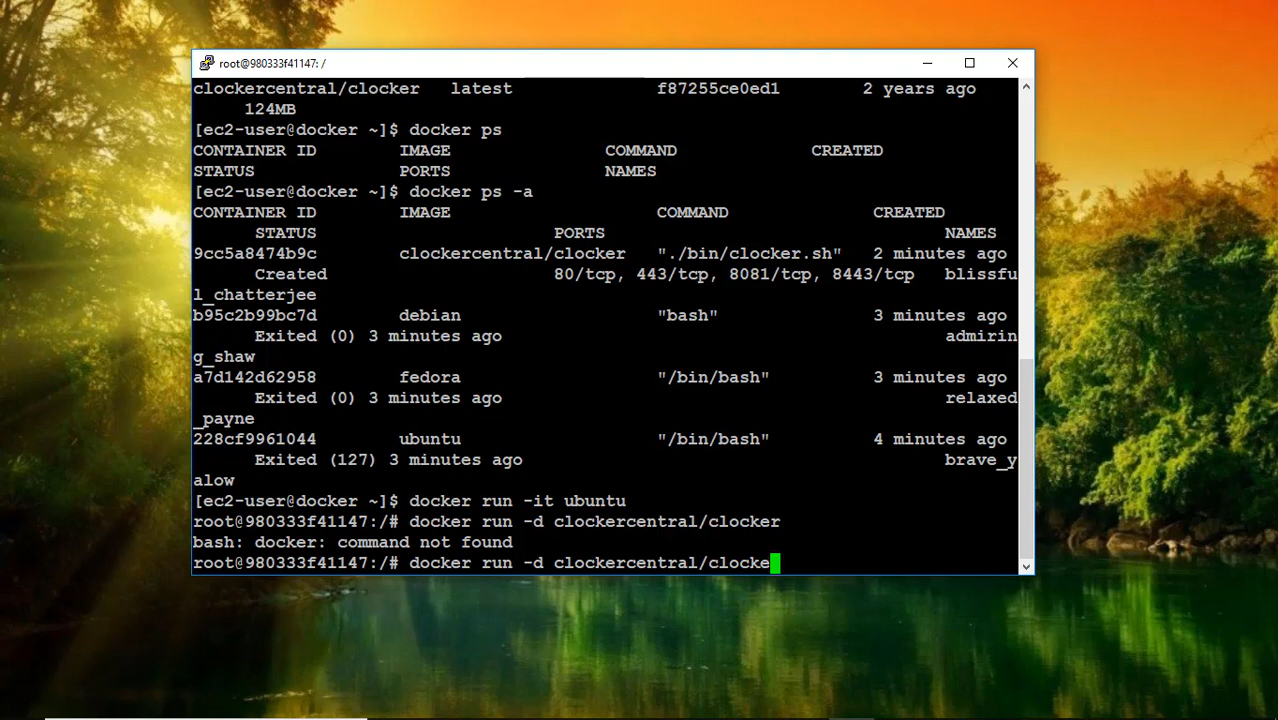 root@980333f41147: /
clockercentral/clocker latest f87255ce0ed1 2 years ago
124MB
[ec2-user@docker ~]$ docker ps
CONTAINER ID IMAGE COMMAND CREATED
STATUS PORTS NAMES
[ec2-user@docker ~]$ docker ps -a
CONTAINER ID IMAGE COMMAND CREATED
STATUS PORTS NAMES
9cc5a8474b9c clockercentral/clocker "./bin/clocker.sh" 2 minutes ago
Created 80/tcp, 443/tcp, 8081/tcp, 8443/tcp blissfu
l_chatterjee
b95c2b99bc7d debian "bash" 3 minutes ago
Exited (0) 3 minutes ago admirin
g_shaw
a7d142d62958 fedora "/bin/bash" 3 minutes ago
Exited (0) 3 minutes ago relaxed
_payne
228cf9961044 ubuntu "/bin/bash" 4 minutes ago
Exited (127) 3 minutes ago brave_y
alow
[ec2-user@docker ~]$ docker run -it ubuntu
root@980333f41147:/# docker run -d clockercentral/clocker
bash: docker: command not found
root@980333f41147:/# docker run -d clockercentral/clocke